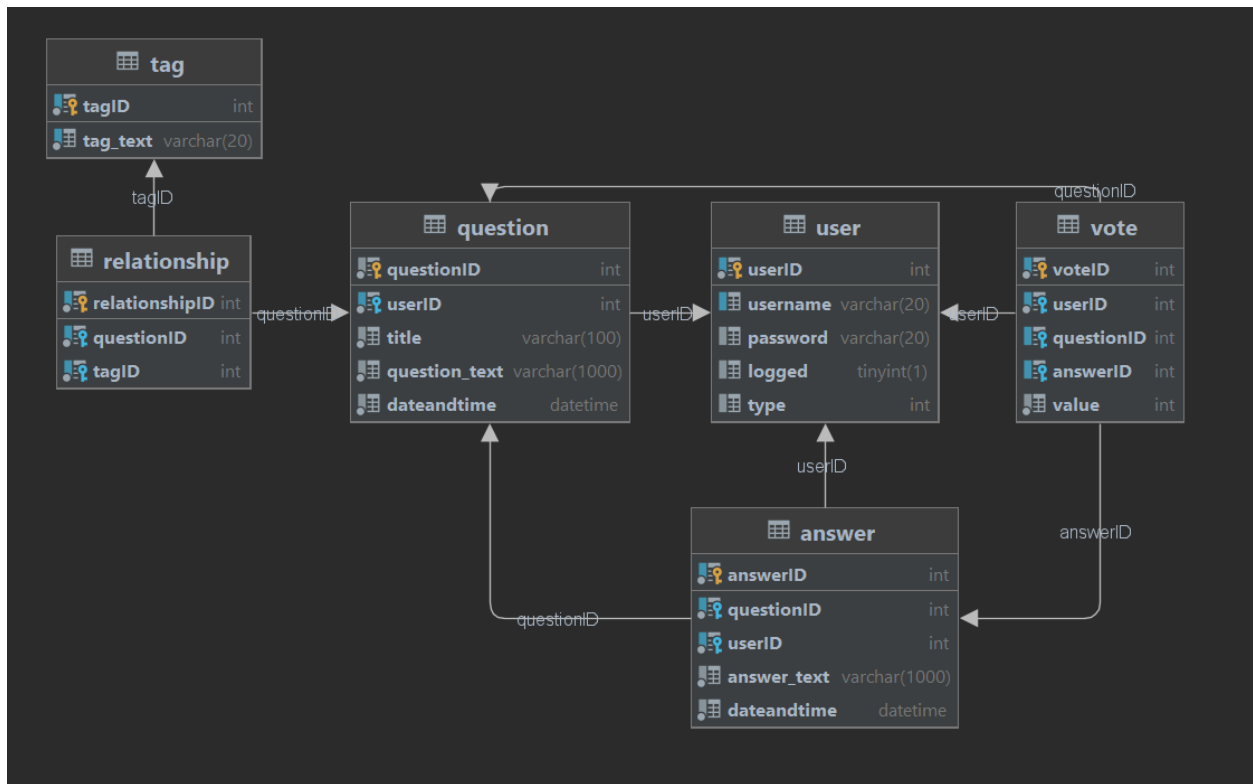 tag
tagID int
tag_text varchar(20)
tagID
relationship
relationshipID int
questionID int
tagID int
questionID
question
questionID int
userID int
title varchar(100)
question_text varchar(1000)
dateandtime datetime
userID
user
userID int
username varchar(20)
password varchar(20)
logged tinyint(1)
type int
userID
questionID
vote
voteID int
userID int
questionID int
answerID int
value int
userID
answerID
questionID
answer
answerID int
questionID int
userID int
answer_text varchar(1000)
dateandtime datetime